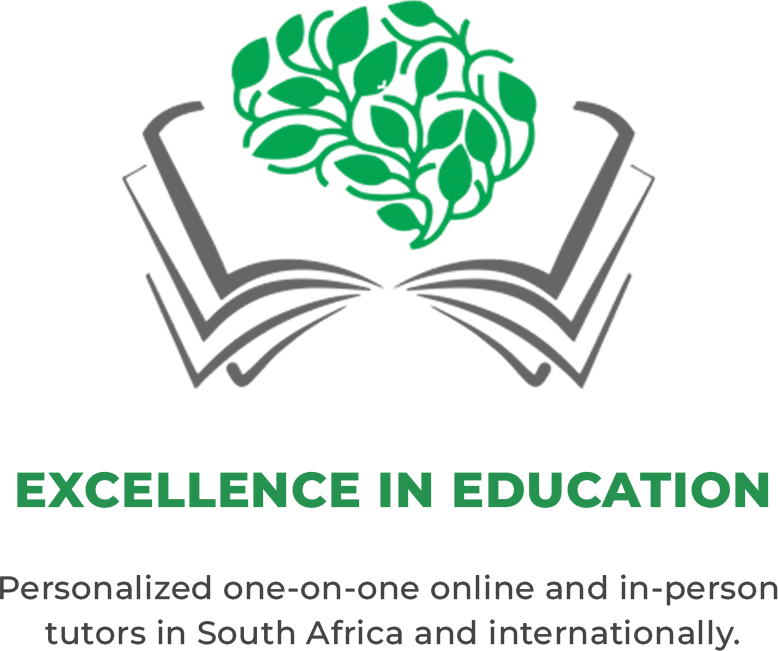 EXCELLENCE IN EDUCATION
Personalized one-on-one online and in-person
tutors in South Africa and internationally.